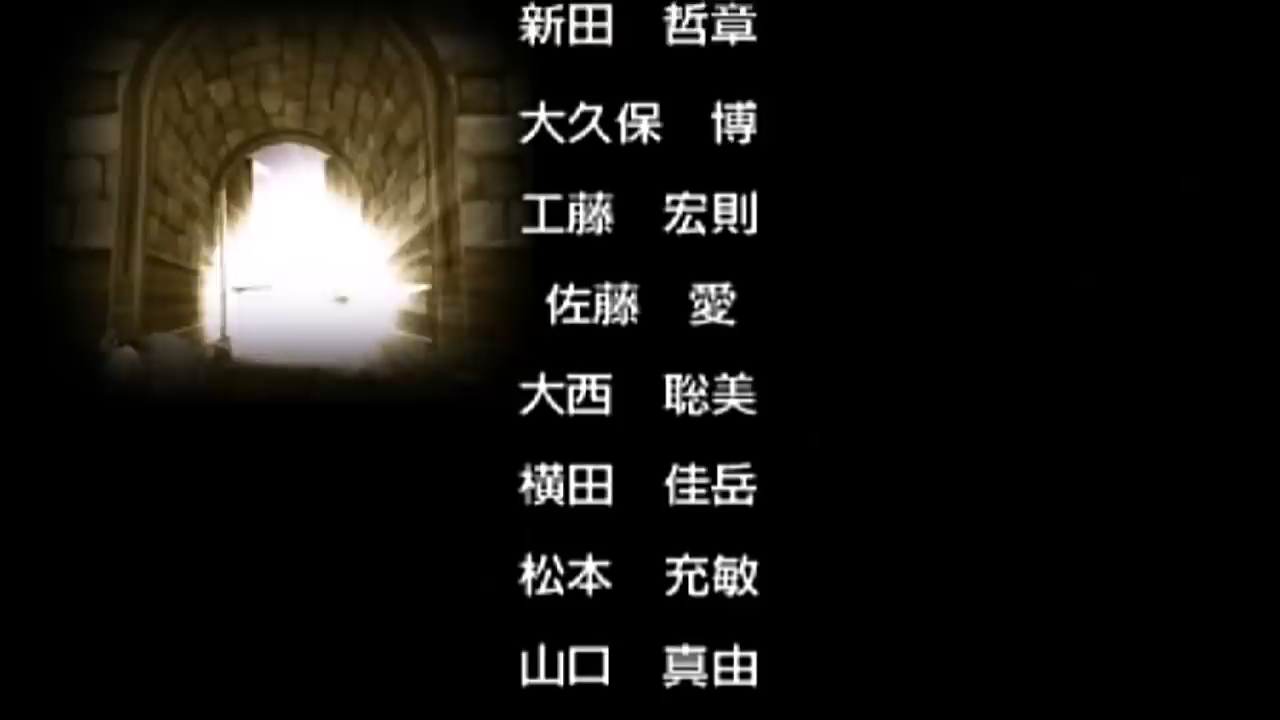 新田　哲章
大久保　博
工藤　宏則
佐藤　愛
大西　聡美
横田　佳岳
松本　充敏
山口　真由